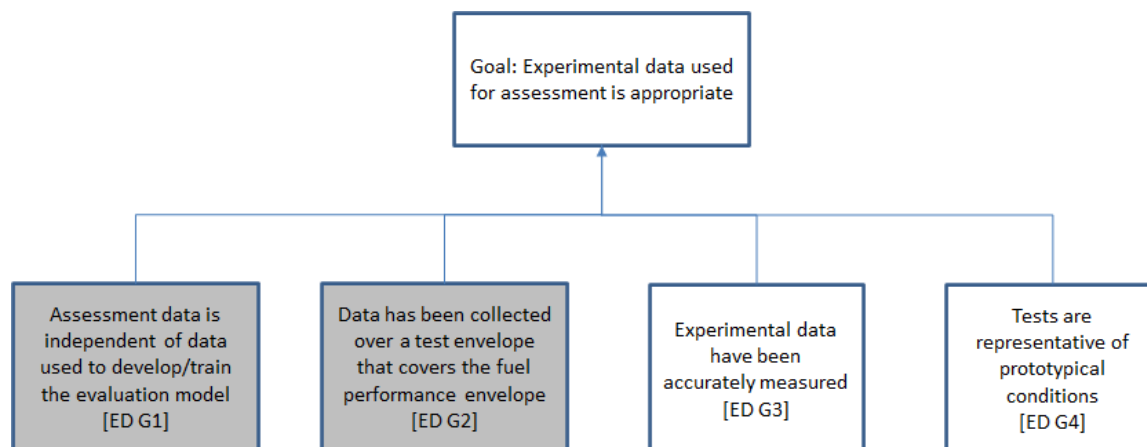 Goal: Experimental data used
for assessment is appropriate
Assessment data is
independent of data
used to develop/train
the evaluation model
[ED G1]
Data has been collected
over a test envelope
that covers the fuel
performance envelope
[ED G2]
Experimental data
have been
accurately measured
[ED G3]
Tests are
representative of
prototypical
conditions
[ED G4]